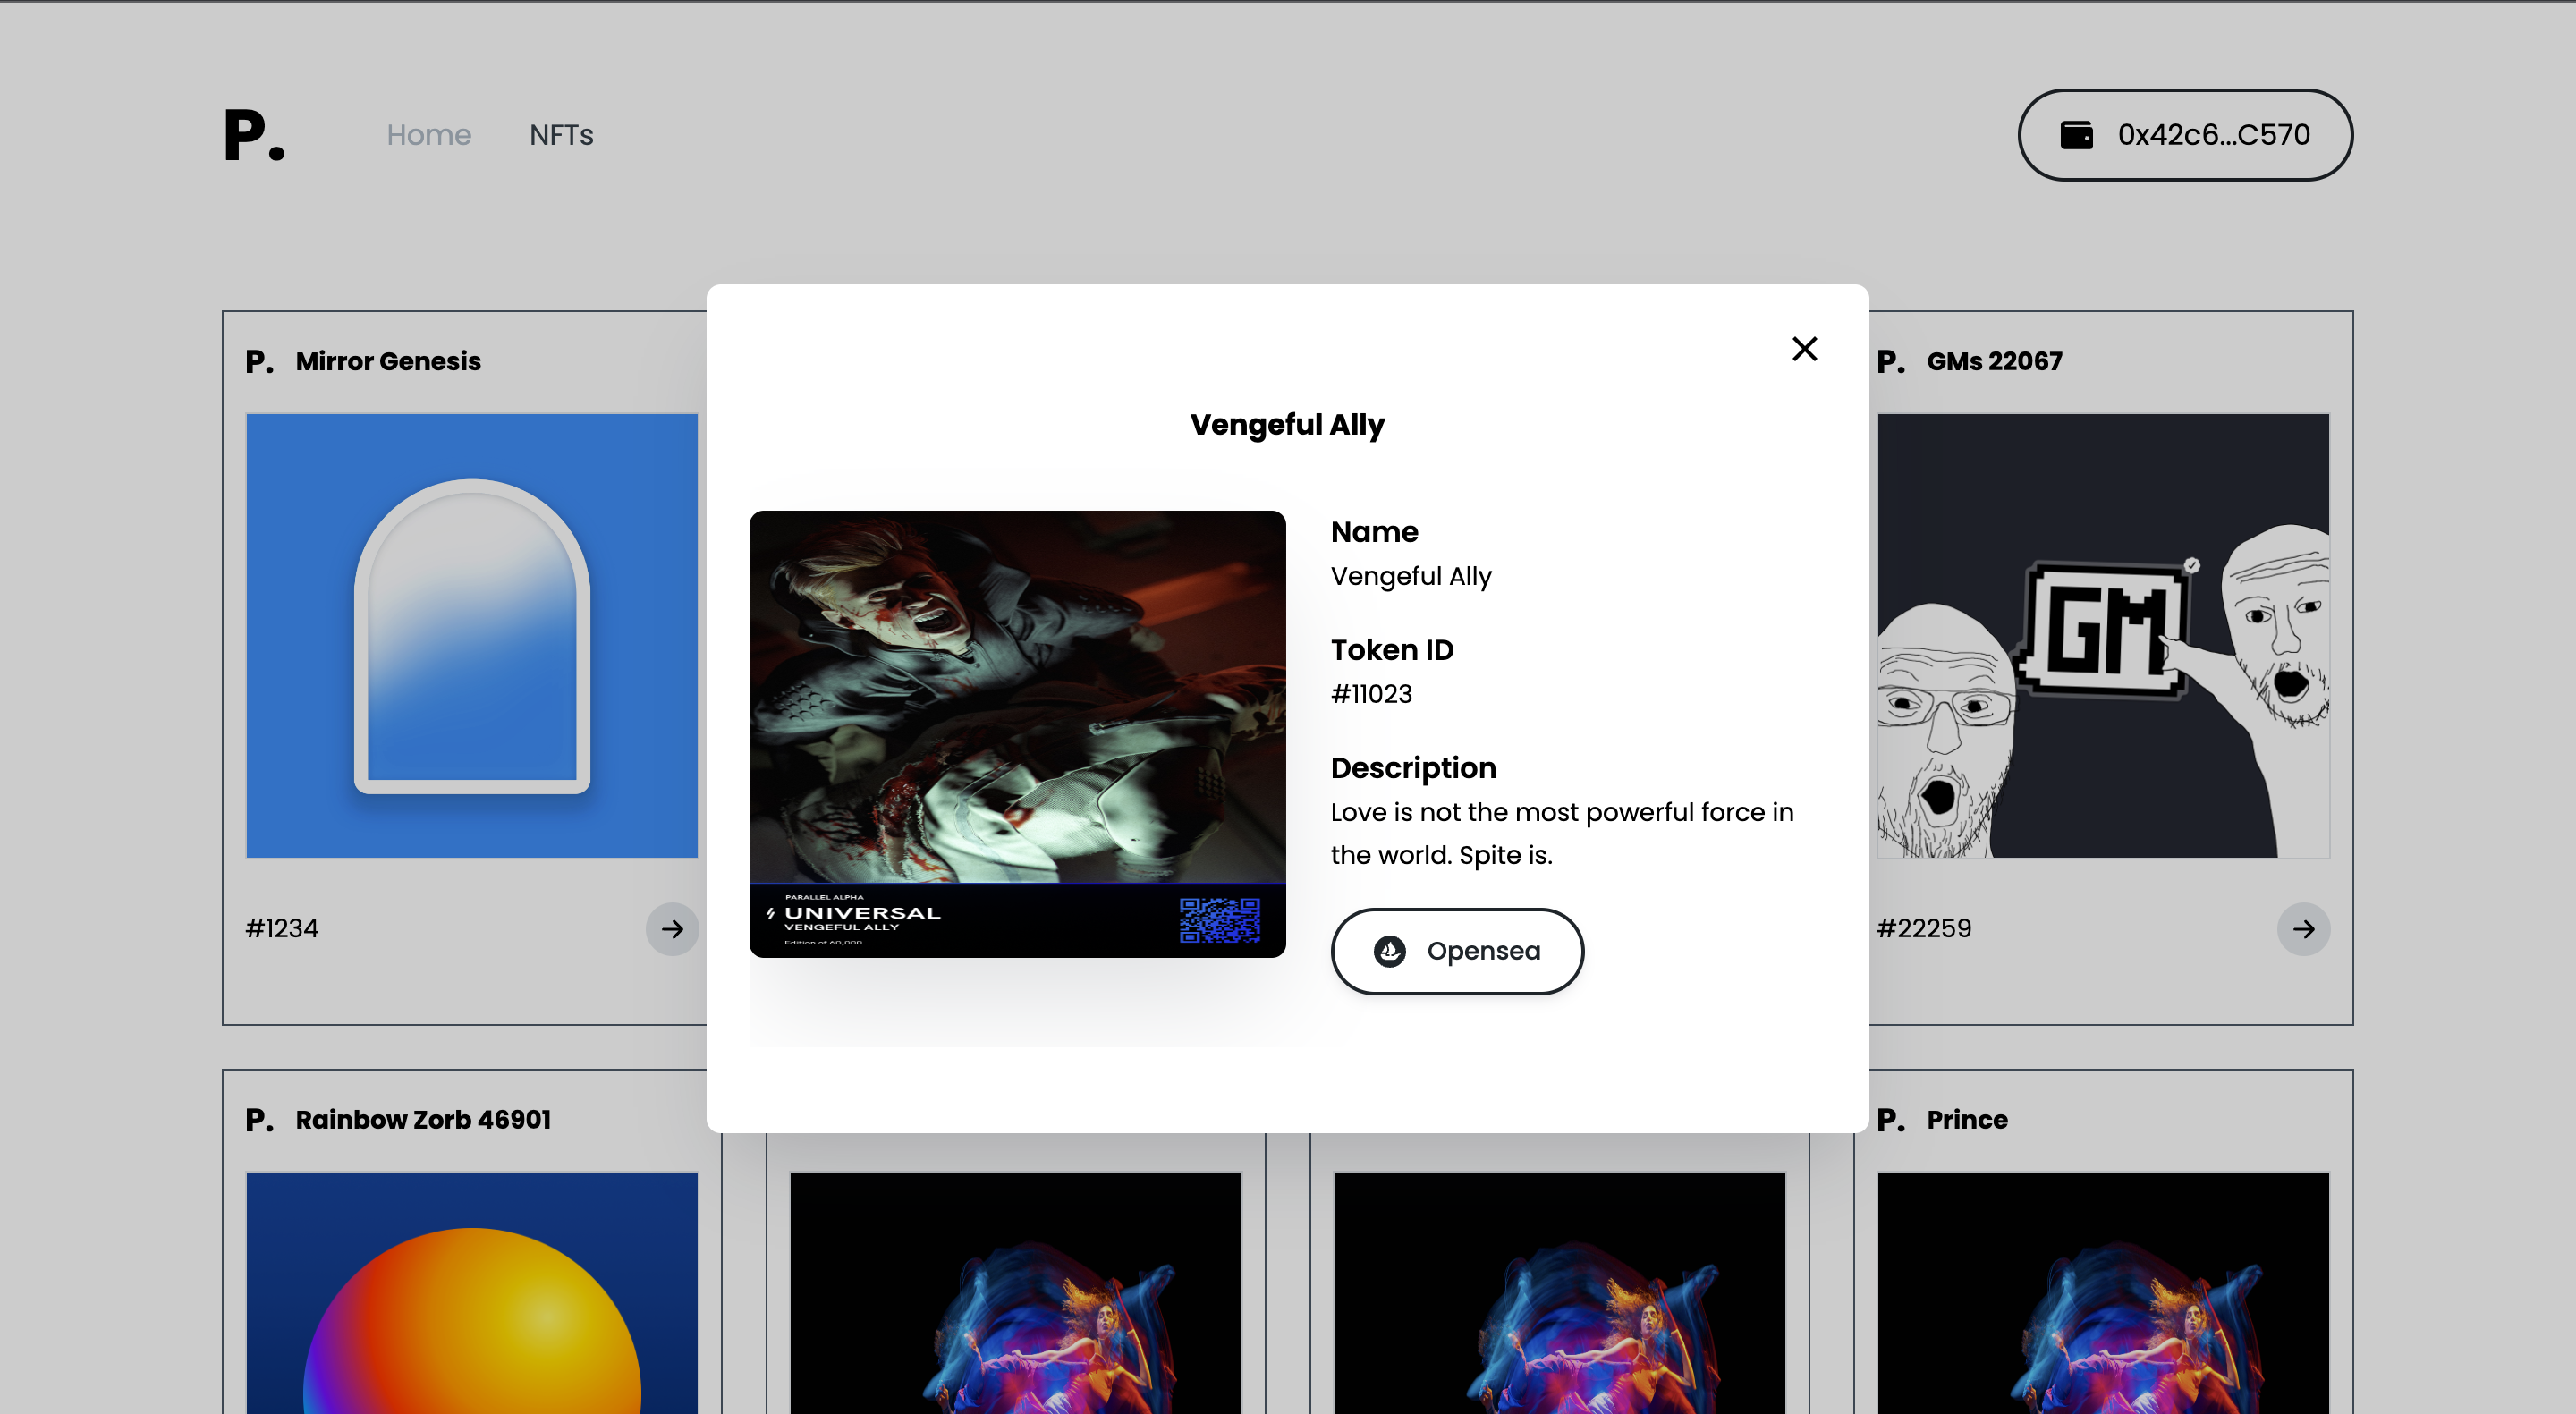 P.
Home
NFTs
0x42c6...C570
P. Mirror Genesis
#1234
Vengeful Ally
PARALLEL ALPHA
UNIVERSAL
VENGEFUL ALLY
Edition of 60,000
Name
Vengeful Ally
Token ID
#11023
Description
Love is not the most powerful force in
the world. Spite is.
Opensea
P. GMs 22067
GM
#22259
P. Rainbow Zorb 46901
P. Prince